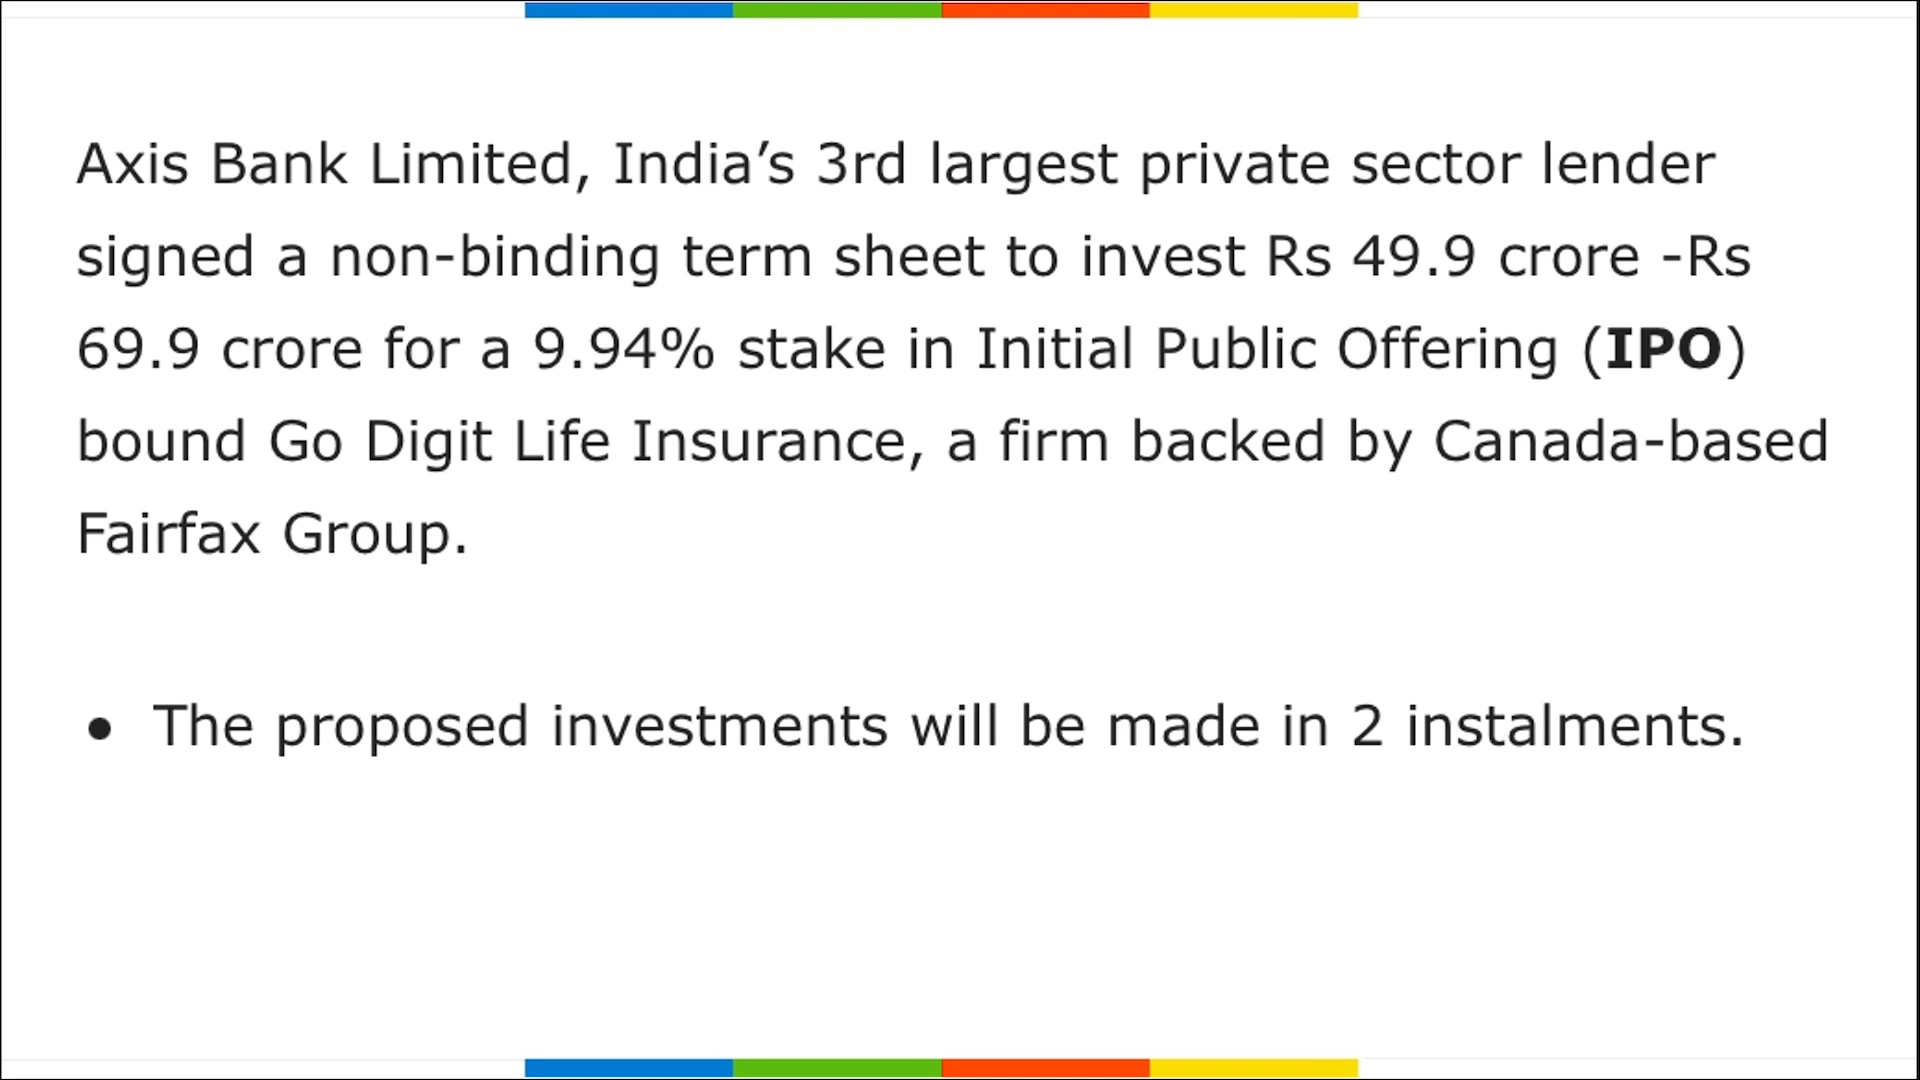 Axis Bank Limited, India’s 3rd largest private sector lender
signed a non-binding term sheet to invest Rs 49.9 crore -Rs
69.9 crore for a 9.94% stake in Initial Public Offering (IPO)
bound Go Digit Life Insurance, a firm backed by Canada-based
Fairfax Group.
● The proposed investments will be made in 2 instalments.